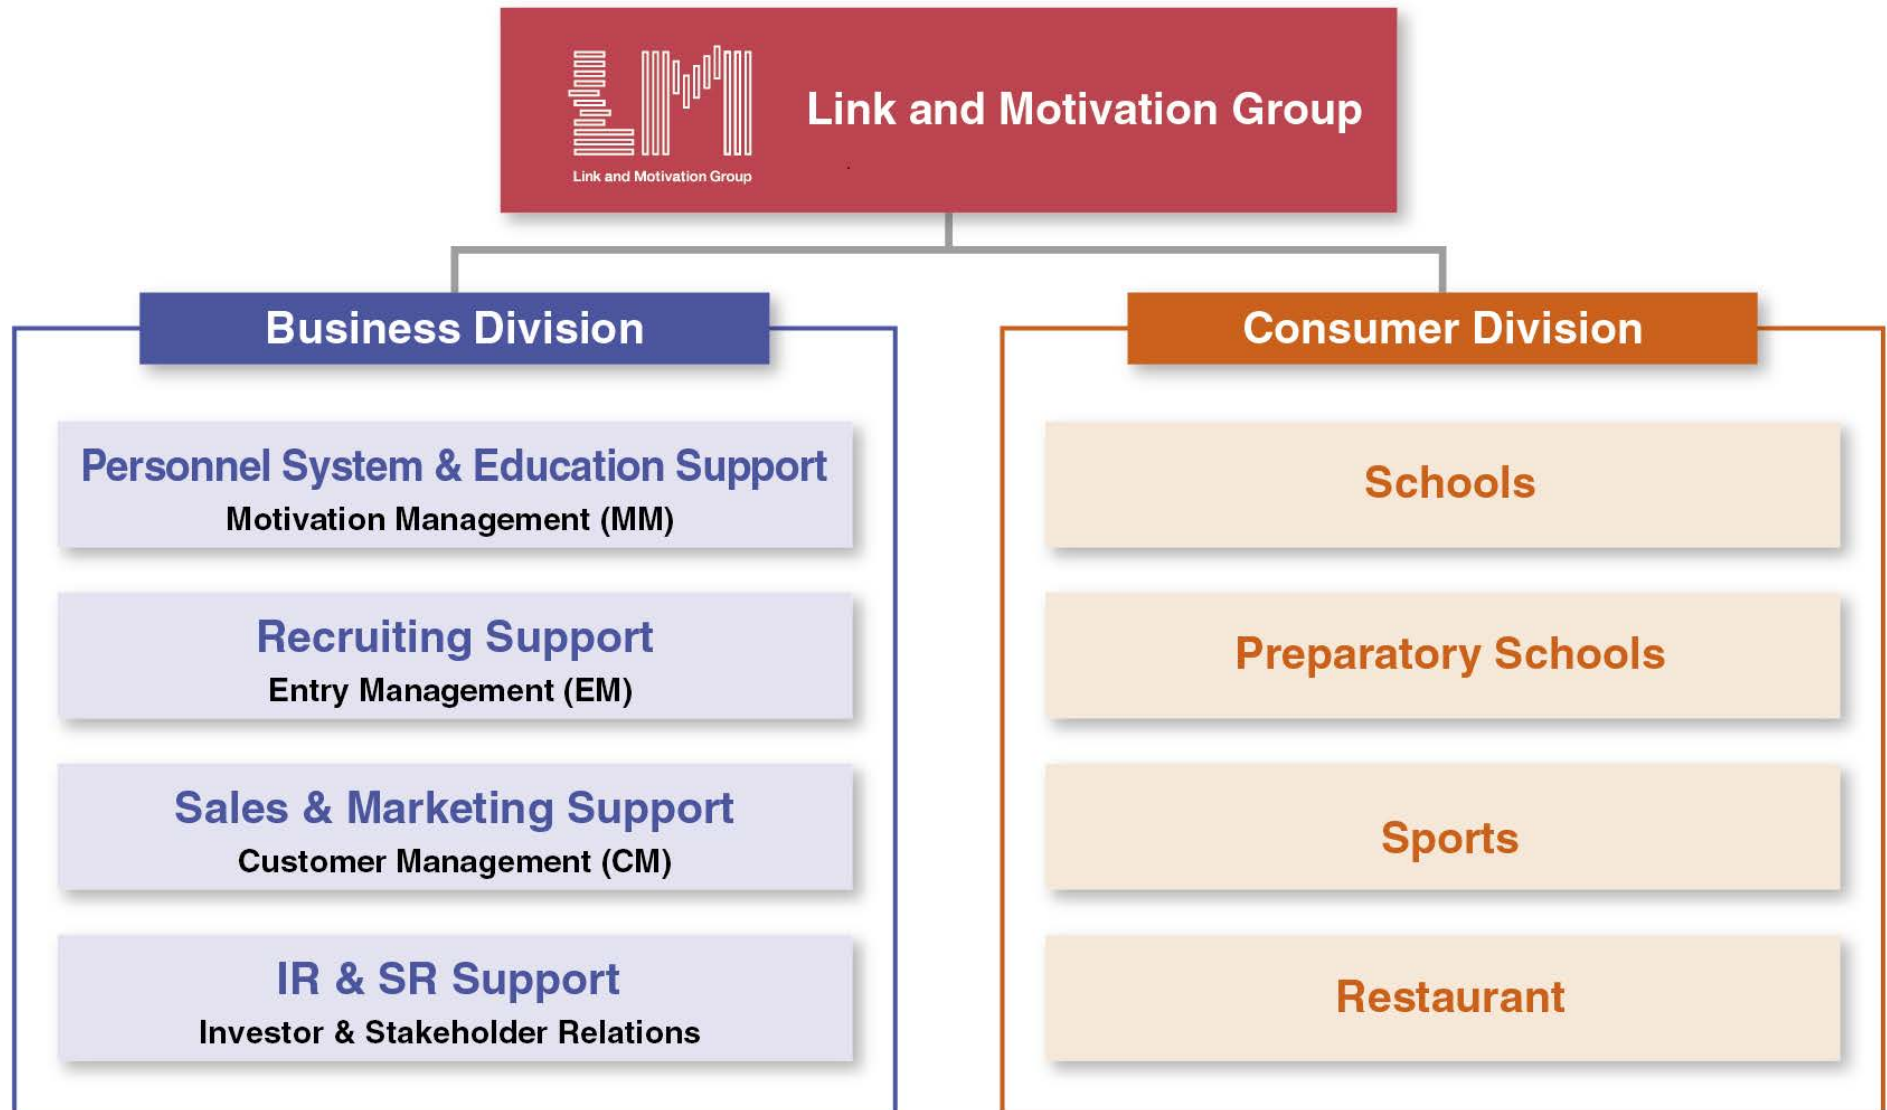 LM
Link and Motivation Group
Link and Motivation Group
Business Division
Personnel System & Education Support
Motivation Management (MM)
Recruiting Support
Entry Management (EM)
Sales & Marketing Support
Customer Management (CM)
IR & SR Support
Investor & Stakeholder Relations
Consumer Division
Schools
Preparatory Schools
Sports
Restaurant